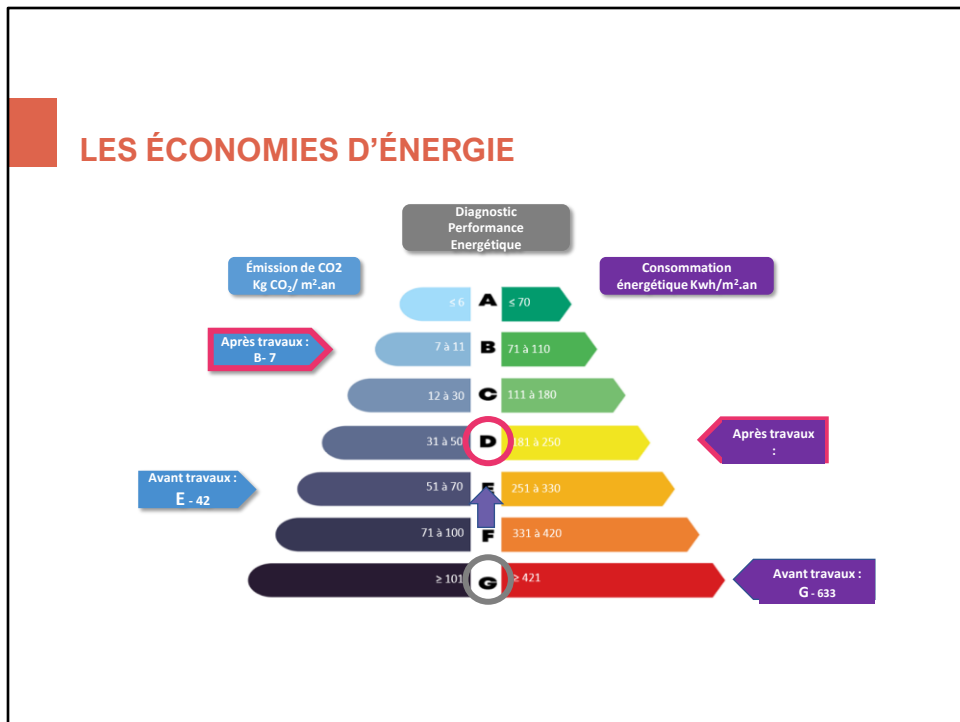 LES ÉCONOMIES D'ÉNERGIE
Diagnostic
Performance
Energétique
Émission de CO2
Kg CO₂/ m².an
Consommation
énergétique Kwh/m².an
≤ 6 A ≤ 70
Après travaux :
B- 7
7 à 11 B 71 à 110
12 à 30 C 111 à 180
31 à 50 D 181 à 250
Après travaux
:
Avant travaux :
E - 42
51 à 70 E 251 à 330
71 à 100 F 331 à 420
≥ 101 G ≥ 421
Avant travaux :
G - 633